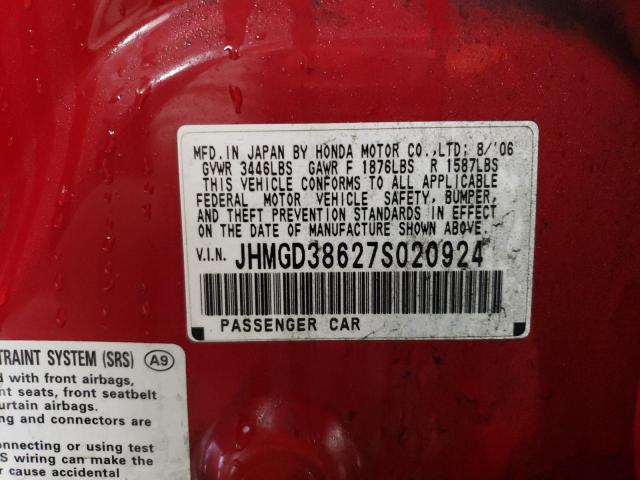 MFD. IN JAPAN BY HONDA MOTOR CO., LTD; 8/'06
GVWR 3446LBS GAWR F 1876LBS R 1587LBS
THIS VEHICLE CONFORMS TO ALL APPLICABLE
FEDERAL MOTOR VEHICLE SAFETY, BUMPER,
AND THEFT PREVENTION STANDARDS IN EFFECT
ON THE DATE OF MANUFACTURE SHOWN ABOVE.
V.I.N. JHMGD38627S020924
PASSENGER CAR
TRAINT SYSTEM (SRS) A9
d with front airbags,
nt seats, front seatbelt
urtain airbags.
ng and connectors are
onnecting or using test
S wiring can make the
r cause accidental